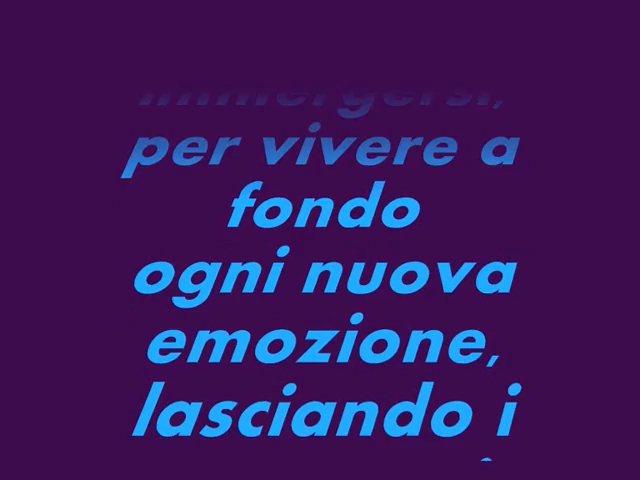 immergersi,
per vivere a
fondo
ogni nuova
emozione,
lasciando i